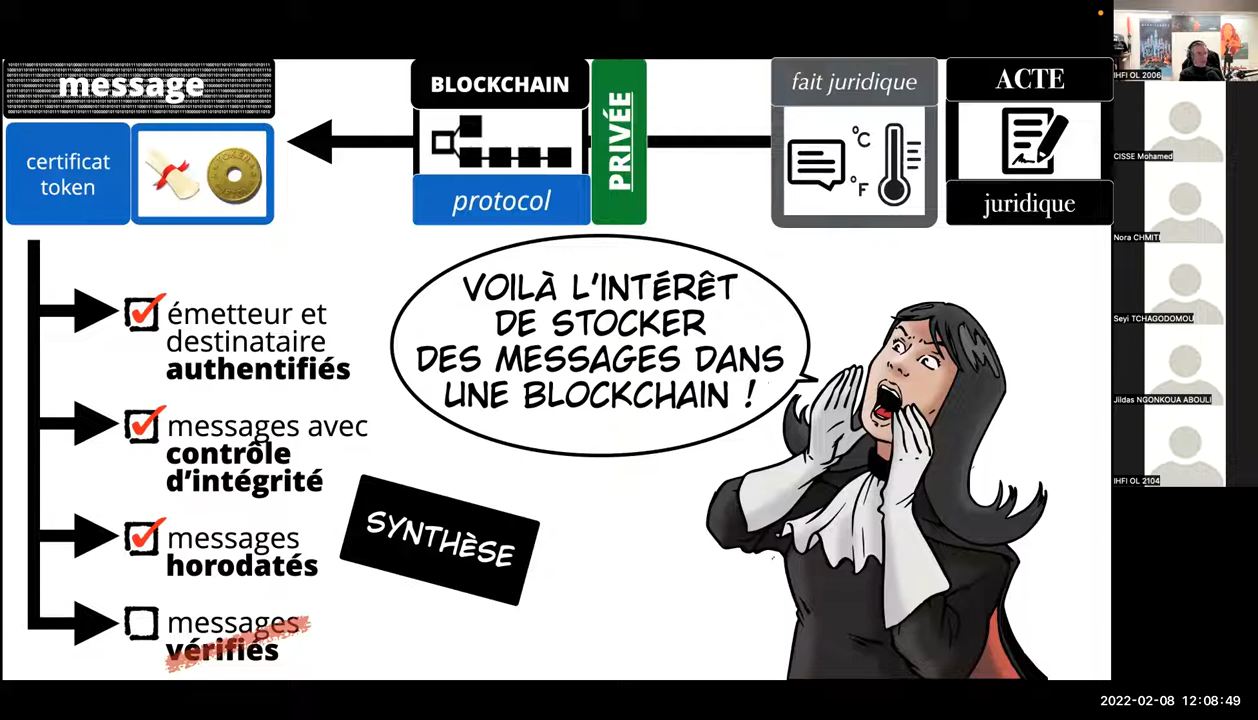 message
certificat
token
BLOCKCHAIN
protocol
PRIVÉE
fait juridique
°C
°F
ACTE
juridique
émetteur et
destinataire
authentifiés
messages avec
contrôle
d'intégrité
messages
horodatés
messages
vérifiés
VOILÀ L'INTÉRÊT
DE STOCKER
DES MESSAGES DANS
UNE BLOCKCHAIN !
SYNTHÈSE
IHFI OL 2006
CISSE Mohamed
Nora CHMITI
Seyi TCHAGODOMOU
Jildas NGONKOUA ABOULI
IHFI OL 2104
2022-02-08 12:08:49